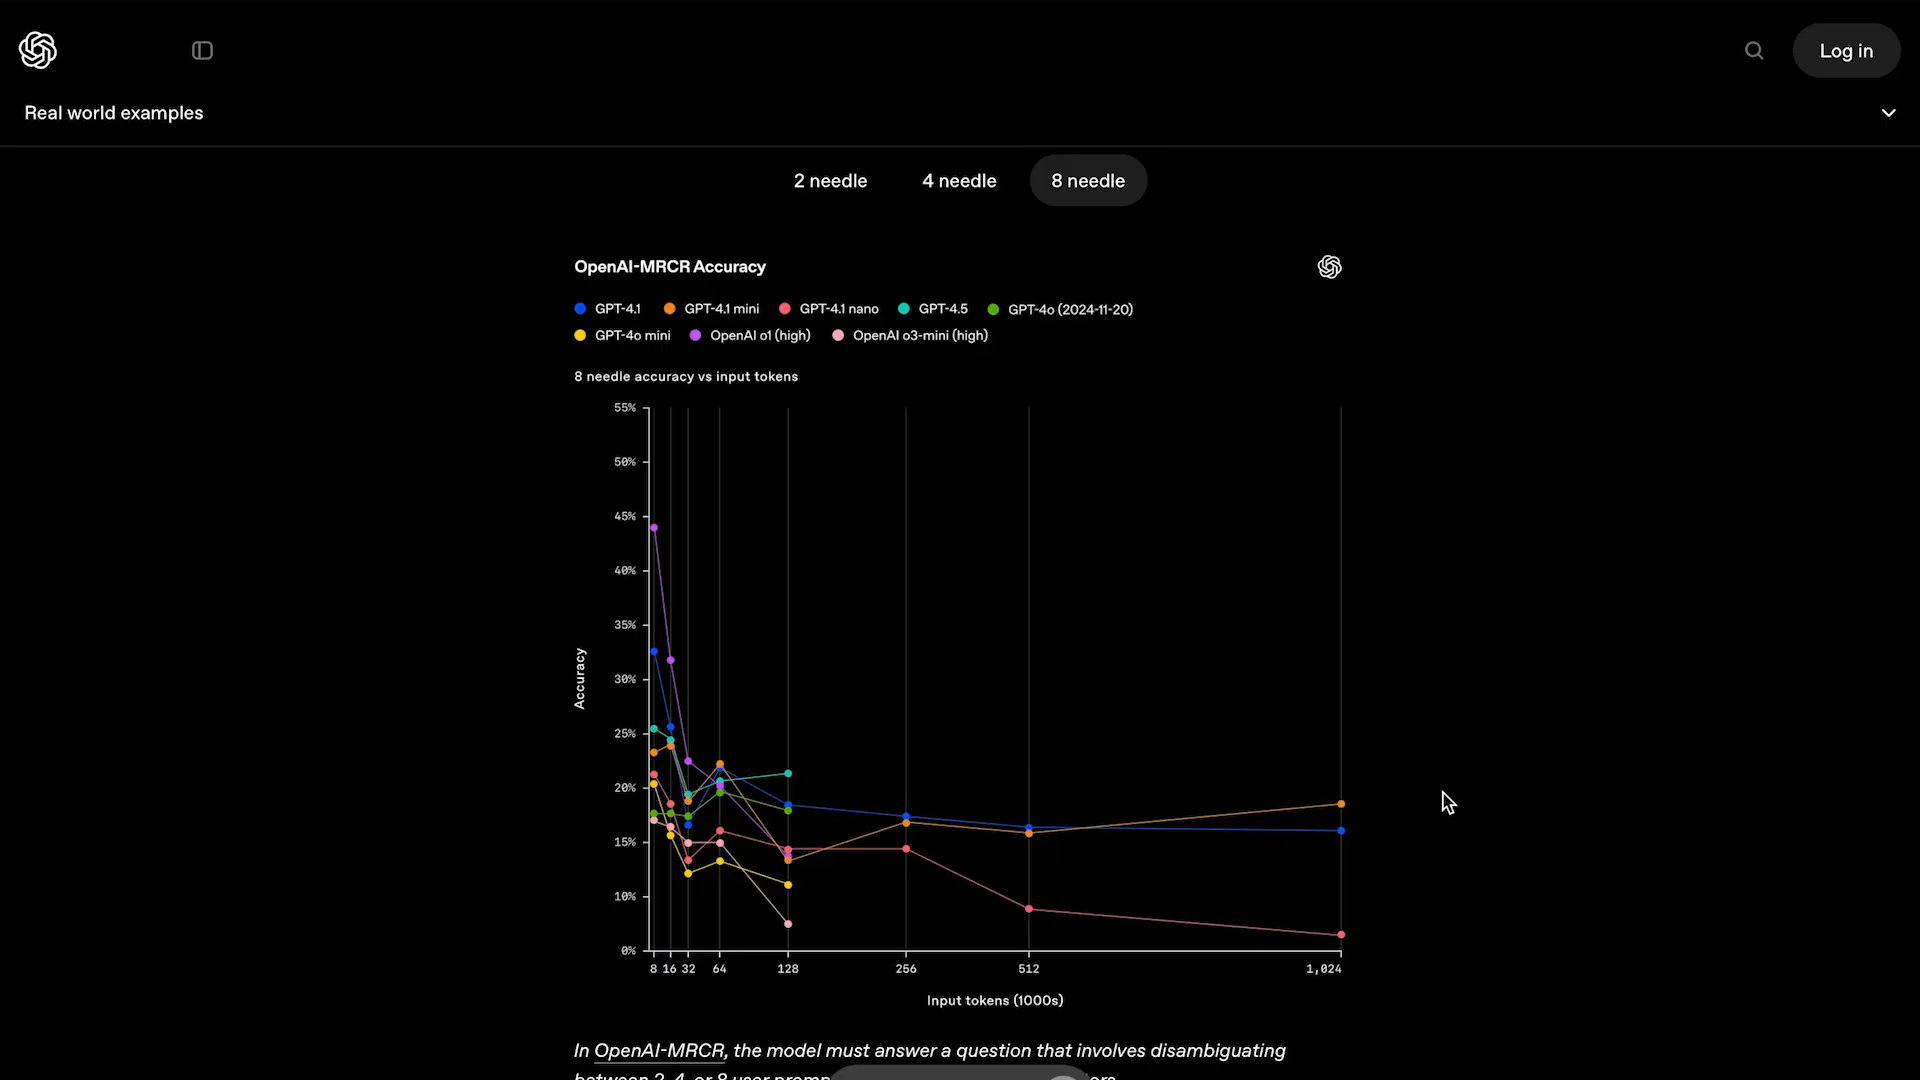 Log in
Real world examples
2 needle 4 needle 8 needle
OpenAI-MRCR Accuracy
GPT-4.1 GPT-4.1 mini GPT-4.1 nano GPT-4.5 GPT-4o (2024-11-20)
GPT-4o mini OpenAI o1 (high) OpenAI o3-mini (high)
8 needle accuracy vs input tokens
55%
50%
45%
40%
35%
Accuracy
30%
25%
20%
15%
10%
0%
8 16 32 64 128 256 512 1,024
Input tokens (1000s)
In OpenAI-MRCR, the model must answer a question that involves disambiguating
between 2, 4, or 8 user